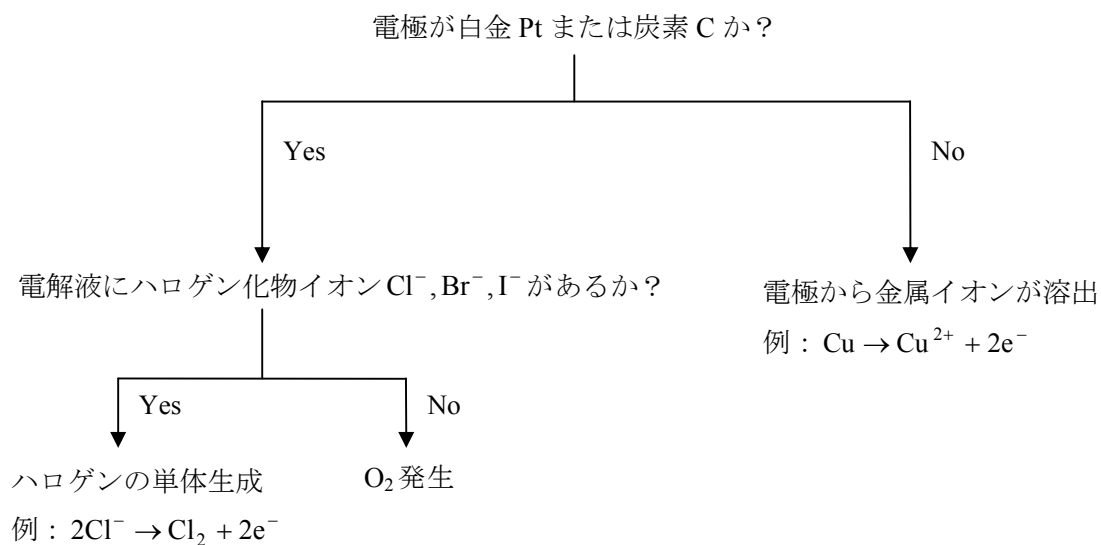 電極が白金 Pt または炭素 C か？
Yes
No
電解液にハロゲン化物イオン Cl⁻, Br⁻, I⁻ があるか？
電極から金属イオンが溶出
例：Cu → Cu²⁺ + 2e⁻
Yes
No
ハロゲンの単体生成
O₂ 発生
例：2Cl⁻ → Cl₂ + 2e⁻